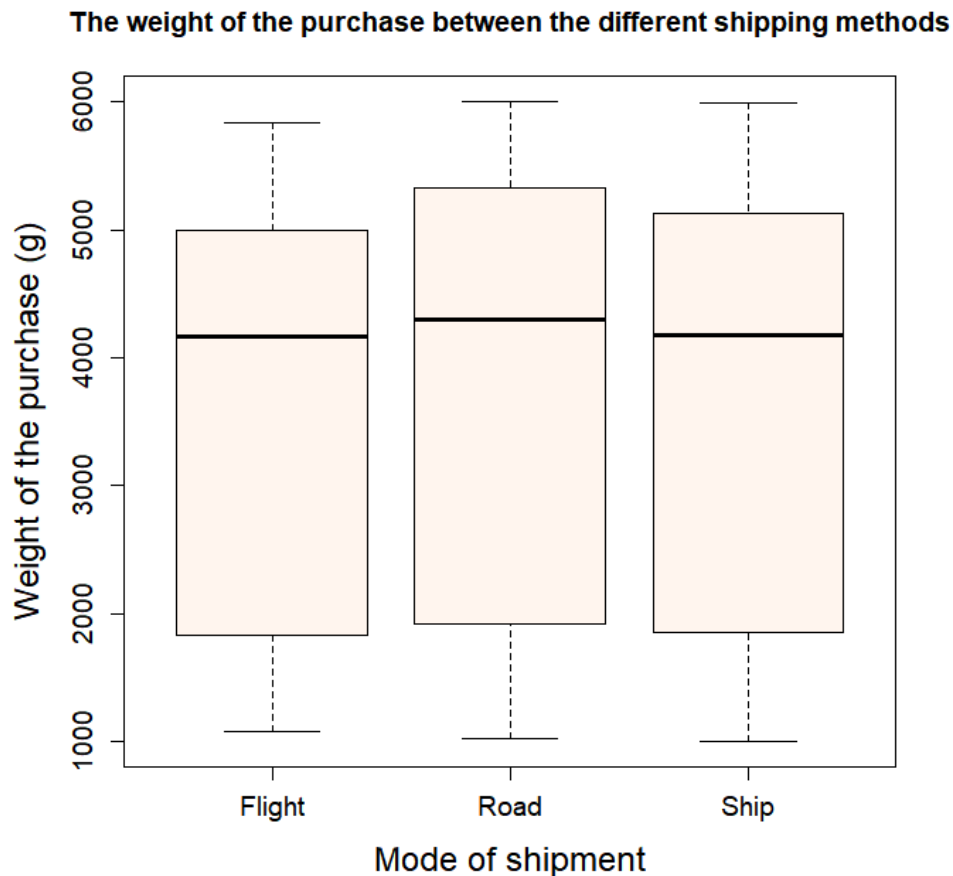 The weight of the purchase between the different shipping methods
Weight of the purchase (g)
6000
5000
4000
3000
2000
1000
Flight Road Ship
Mode of shipment